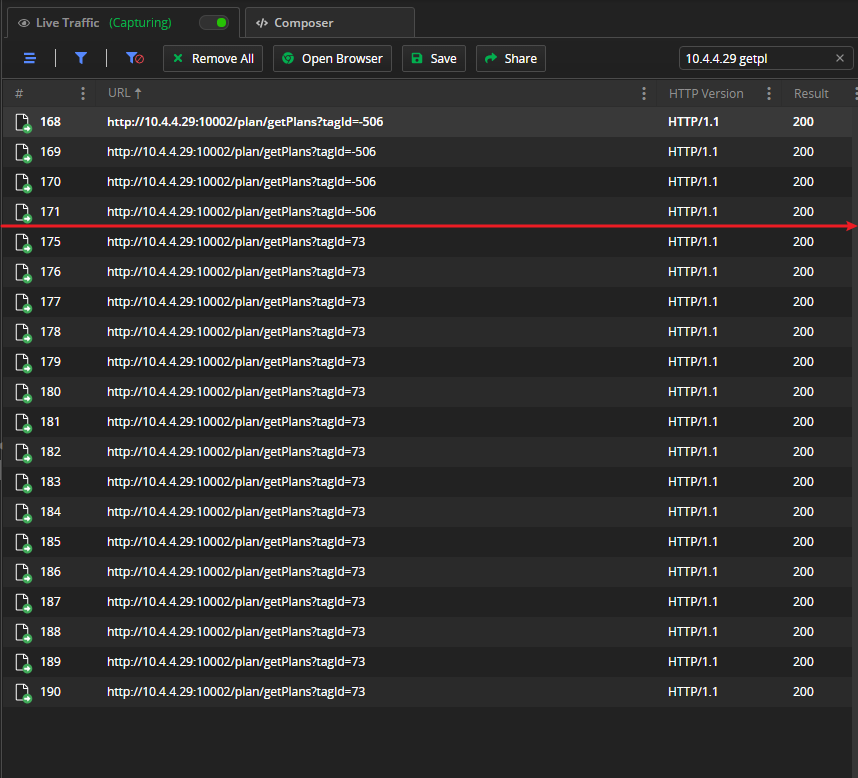 Live Traffic (Capturing) Composer
Remove All Open Browser Save Share 10.4.4.29 getpl
# URL HTTP Version Result
168 http://10.4.4.29:10002/plan/getPlans?tagId=-506 HTTP/1.1 200
169 http://10.4.4.29:10002/plan/getPlans?tagId=-506 HTTP/1.1 200
170 http://10.4.4.29:10002/plan/getPlans?tagId=-506 HTTP/1.1 200
171 http://10.4.4.29:10002/plan/getPlans?tagId=-506 HTTP/1.1 200
175 http://10.4.4.29:10002/plan/getPlans?tagId=73 HTTP/1.1 200
176 http://10.4.4.29:10002/plan/getPlans?tagId=73 HTTP/1.1 200
177 http://10.4.4.29:10002/plan/getPlans?tagId=73 HTTP/1.1 200
178 http://10.4.4.29:10002/plan/getPlans?tagId=73 HTTP/1.1 200
179 http://10.4.4.29:10002/plan/getPlans?tagId=73 HTTP/1.1 200
180 http://10.4.4.29:10002/plan/getPlans?tagId=73 HTTP/1.1 200
181 http://10.4.4.29:10002/plan/getPlans?tagId=73 HTTP/1.1 200
182 http://10.4.4.29:10002/plan/getPlans?tagId=73 HTTP/1.1 200
183 http://10.4.4.29:10002/plan/getPlans?tagId=73 HTTP/1.1 200
184 http://10.4.4.29:10002/plan/getPlans?tagId=73 HTTP/1.1 200
185 http://10.4.4.29:10002/plan/getPlans?tagId=73 HTTP/1.1 200
186 http://10.4.4.29:10002/plan/getPlans?tagId=73 HTTP/1.1 200
187 http://10.4.4.29:10002/plan/getPlans?tagId=73 HTTP/1.1 200
188 http://10.4.4.29:10002/plan/getPlans?tagId=73 HTTP/1.1 200
189 http://10.4.4.29:10002/plan/getPlans?tagId=73 HTTP/1.1 200
190 http://10.4.4.29:10002/plan/getPlans?tagId=73 HTTP/1.1 200